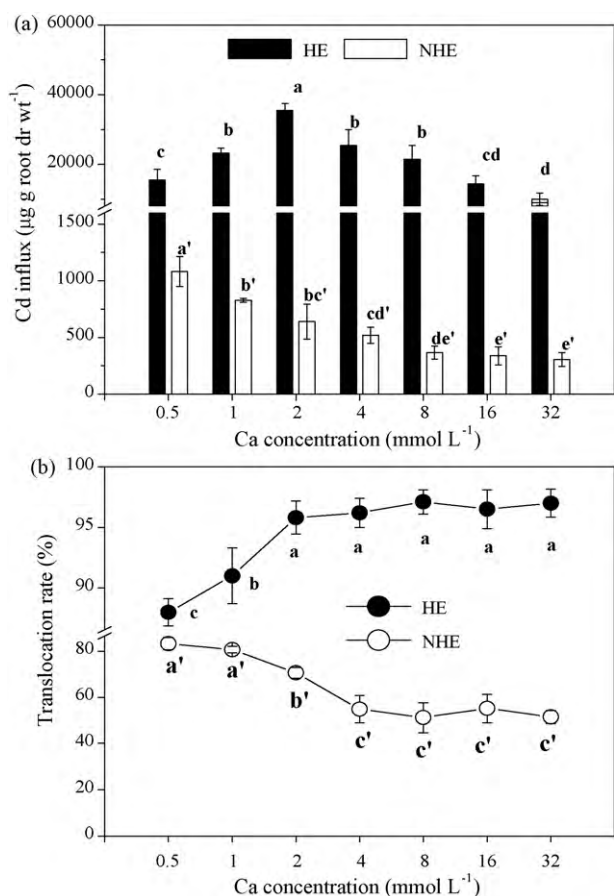 (a)
60000
HE
NHE
40000
20000
1500
1000
500
0
Cd influx (µg g root dr wt⁻¹)
c
b
a
b
b
cd
d
a'
b'
bc'
cd'
de'
e'
e'
0.5
1
2
4
8
16
32
Ca concentration (mmol L⁻¹)
(b)
100
95
90
80
60
40
20
0
Translocation rate (%)
c
b
a
a
a
a
a
HE
NHE
a'
a'
b'
c'
c'
c'
c'
0.5
1
2
4
8
16
32
Ca concentration (mmol L⁻¹)